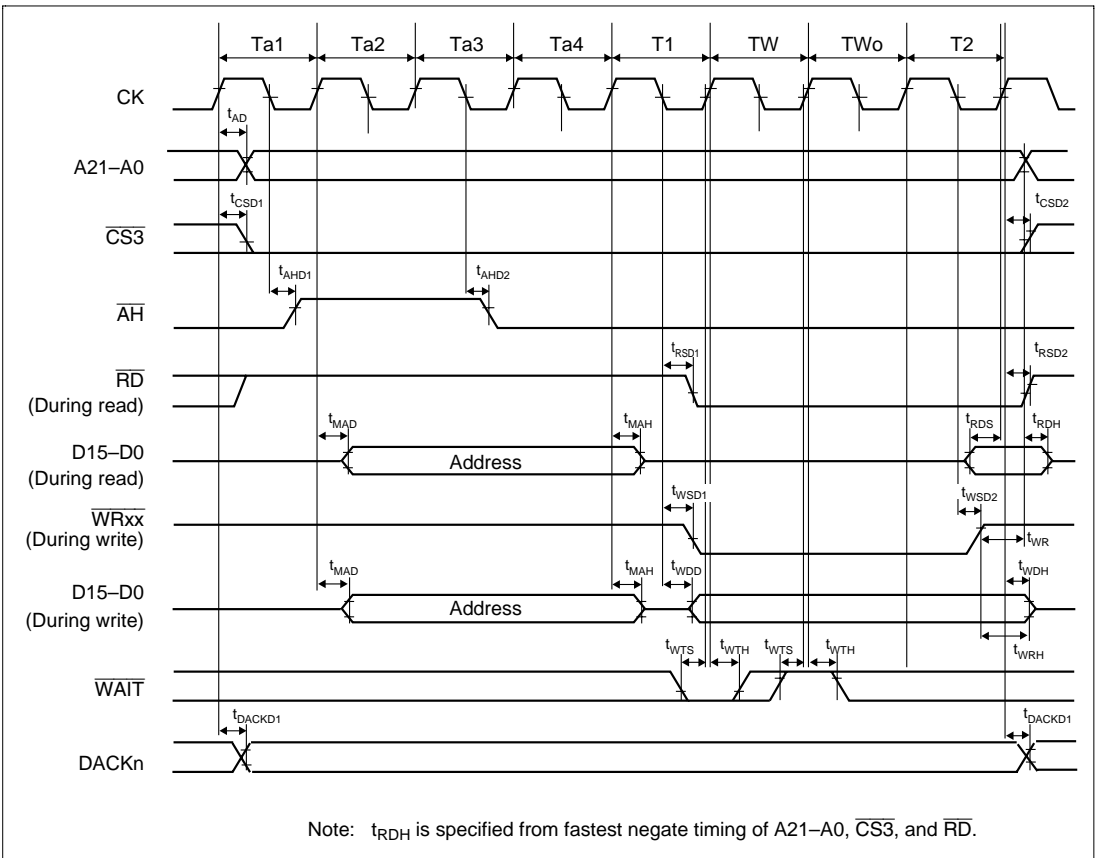 Ta1 Ta2 Ta3 Ta4 T1 TW TWo T2
CK
tAD
A21–A0
tCSD1 tCSD2
CS3
tAHD1 tAHD2
AH
tRSD1 tRSD2
RD
(During read)
tMAD tMAH tRDS tRDH
D15–D0
(During read)
Address
tWSD1 tWSD2
WRxx
(During write)
tWR
tMAD tMAH tWDD tWDH
D15–D0
(During write)
Address
tWRH
tWTS tWTH tWTS tWTH
WAIT
tDACKD1 tDACKD1
DACKn
Note: tRDH is specified from fastest negate timing of A21–A0, CS3, and RD.